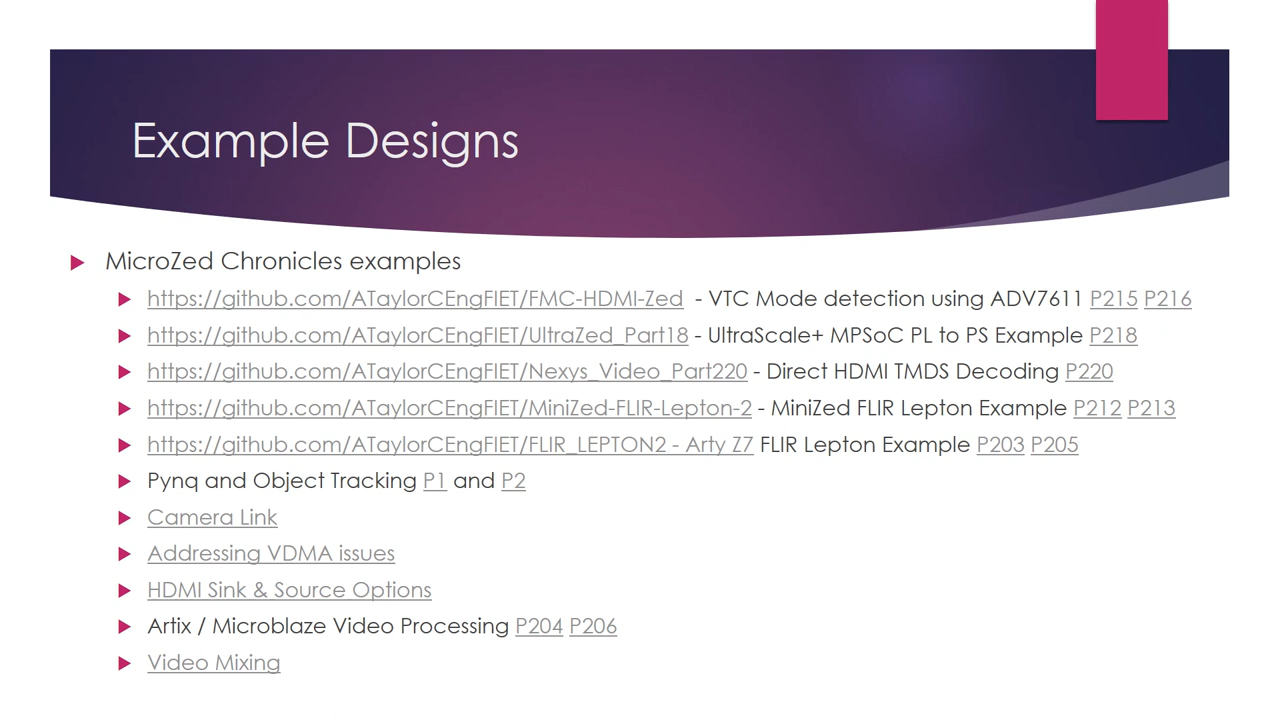 Example Designs
MicroZed Chronicles examples
https://github.com/ATaylorCEngFIET/FMC-HDMI-Zed - VTC Mode detection using ADV7611 P215 P216
https://github.com/ATaylorCEngFIET/UltraZed_Part18 - UltraScale+ MPSoC PL to PS Example P218
https://github.com/ATaylorCEngFIET/Nexys_Video_Part220 - Direct HDMI TMDS Decoding P220
https://github.com/ATaylorCEngFIET/MiniZed-FLIR-Lepton-2 - MiniZed FLIR Lepton Example P212 P213
https://github.com/ATaylorCEngFIET/FLIR_LEPTON2 - Arty Z7 FLIR Lepton Example P203 P205
Pynq and Object Tracking P1 and P2
Camera Link
Addressing VDMA issues
HDMI Sink & Source Options
Artix / Microblaze Video Processing P204 P206
Video Mixing